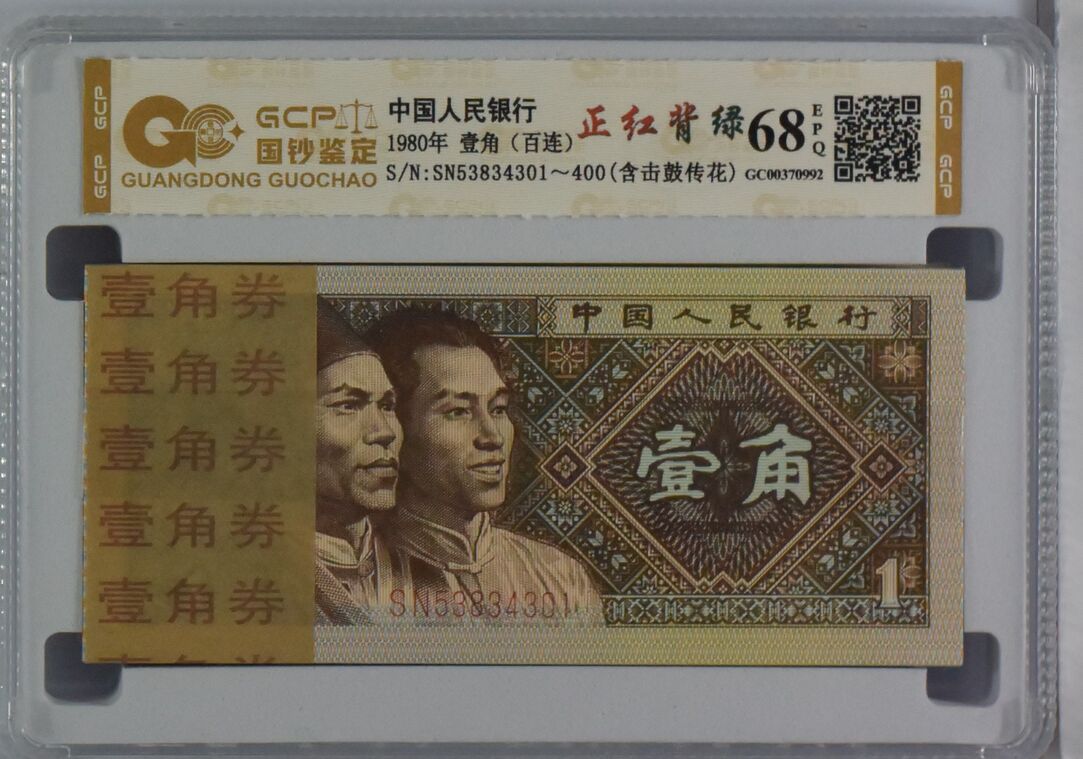 GCP
GCP
GCP
国钞鉴定
GUANGDONG GUOCHAO
中国人民银行
1980年 壹角（百连）
S/N:SN53834301～400(含击鼓传花)
正红背绿
68
EPQ
GC00370992
GCP
GCP
壹角券
壹角券
壹角券
壹角券
壹角券
中国人民银行
壹角
1
SN53834301